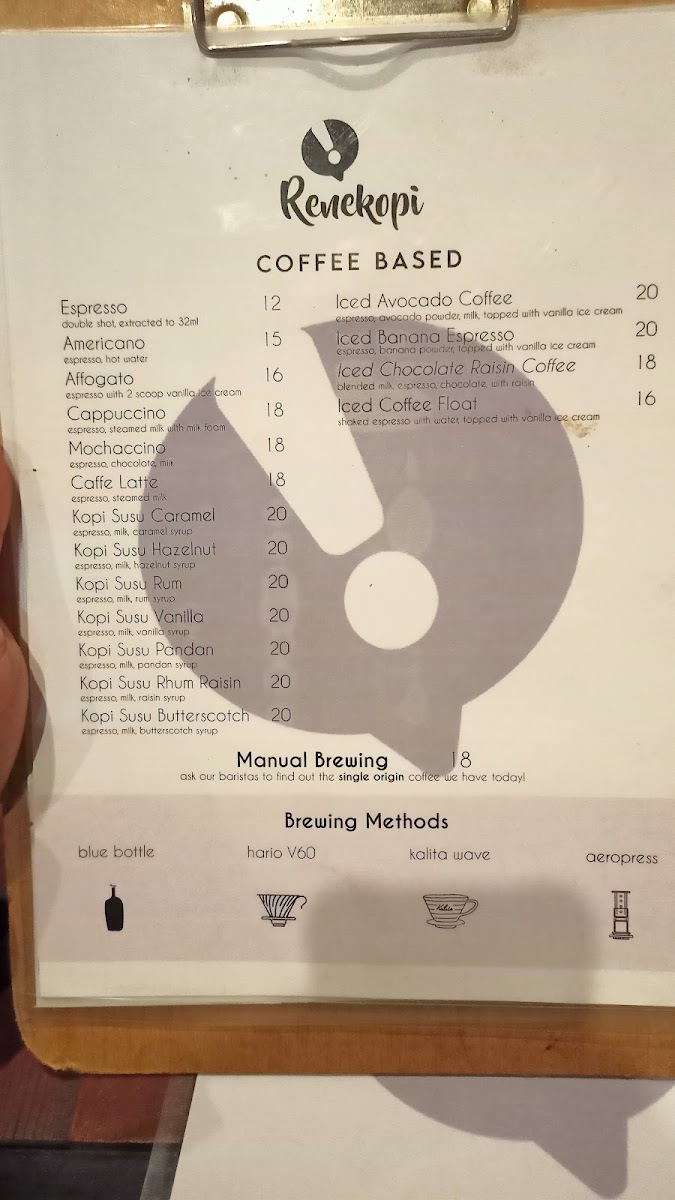 Renekopi
COFFEE BASED
Espresso 12
double shot, extracted to 32ml
Americano 15
espresso, hot water
Affogato 16
espresso with 2 scoop vanilla ice cream
Cappuccino 18
espresso, steamed milk with milk foam
Mochaccino 18
espresso, chocolate, milk
Caffe Latte 18
espresso, steamed milk
Kopi Susu Caramel 20
espresso, milk, caramel syrup
Kopi Susu Hazelnut 20
espresso, milk, hazelnut syrup
Kopi Susu Rum 20
espresso, milk, rum syrup
Kopi Susu Vanilla 20
espresso, milk, vanilla syrup
Kopi Susu Pandan 20
espresso, milk, pandan syrup
Kopi Susu Rhum Raisin 20
espresso, milk, raisin syrup
Kopi Susu Butterscotch 20
espresso, milk, butterscotch syrup
Iced Avocado Coffee 20
espresso, avocado powder, milk, topped with vanilla ice cream
Iced Banana Espresso 20
espresso, banana powder, topped with vanilla ice cream
Iced Chocolate Raisin Coffee 18
blended milk, espresso, chocolate, with raisin
Iced Coffee Float 16
shaked espresso with water, topped with vanilla ice cream
Manual Brewing 18
ask our baristas to find out the single origin coffee we have today!
Brewing Methods
blue bottle hario V60 kalita wave aeropress
Kalita